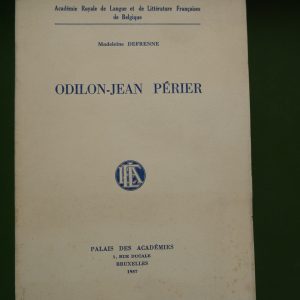 Académie Royale de Langue et de Littérature Françaises
de Belgique
Madeleine DEFRENNE
ODILON-JEAN PÉRIER
PALAIS DES ACADÉMIES
1, RUE DUCALE
BRUXELLES
1957